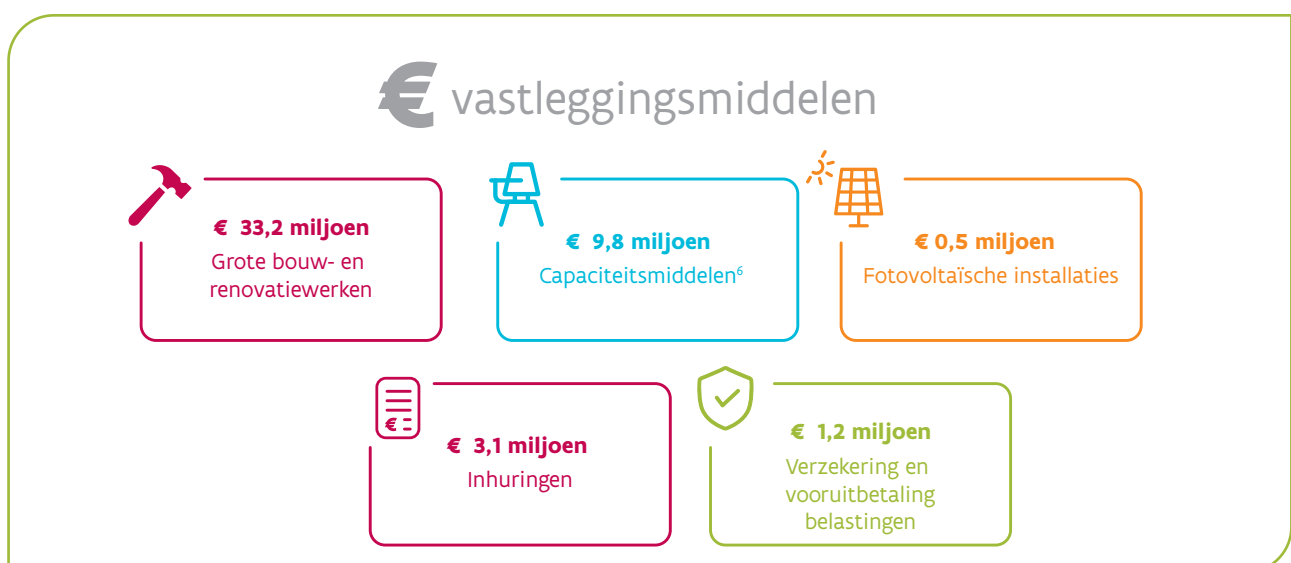 € vastleggingsmiddelen
€ 33,2 miljoen
Grote bouw- en
renovatiewerken
€ 9,8 miljoen
Capaciteitsmiddelen⁶
€ 0,5 miljoen
Fotovoltaïsche installaties
€
€ 3,1 miljoen
Inhuringen
€ 1,2 miljoen
Verzekering en
vooruitbetaling
belastingen